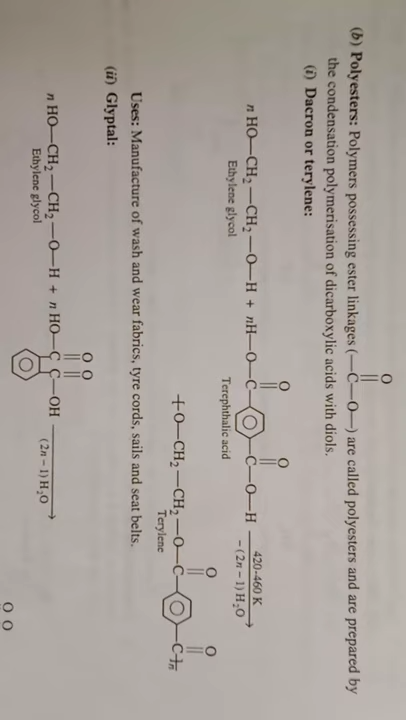 (b) Polyesters: Polymers possessing ester linkages (—C—O—) are called polyesters and are prepared by
O
the condensation polymerisation of dicarboxylic acids with diols.
(i) Dacron or terylene:
O O
n HO—CH₂—CH₂—O—H + nH—O—C— —C—O—H 420-460 K
−(2n−1) H₂O
Ethylene glycol Terephthalic acid
O O
+O—CH₂—CH₂—O—C— —C+n
Terylene
Uses: Manufacture of wash and wear fabrics, tyre cords, sails and seat belts.
(ii) Glyptal:
O O
n HO—CH₂—CH₂—O—H + n HO—C C—OH
(2n−1) H₂O
Ethylene glycol
O O